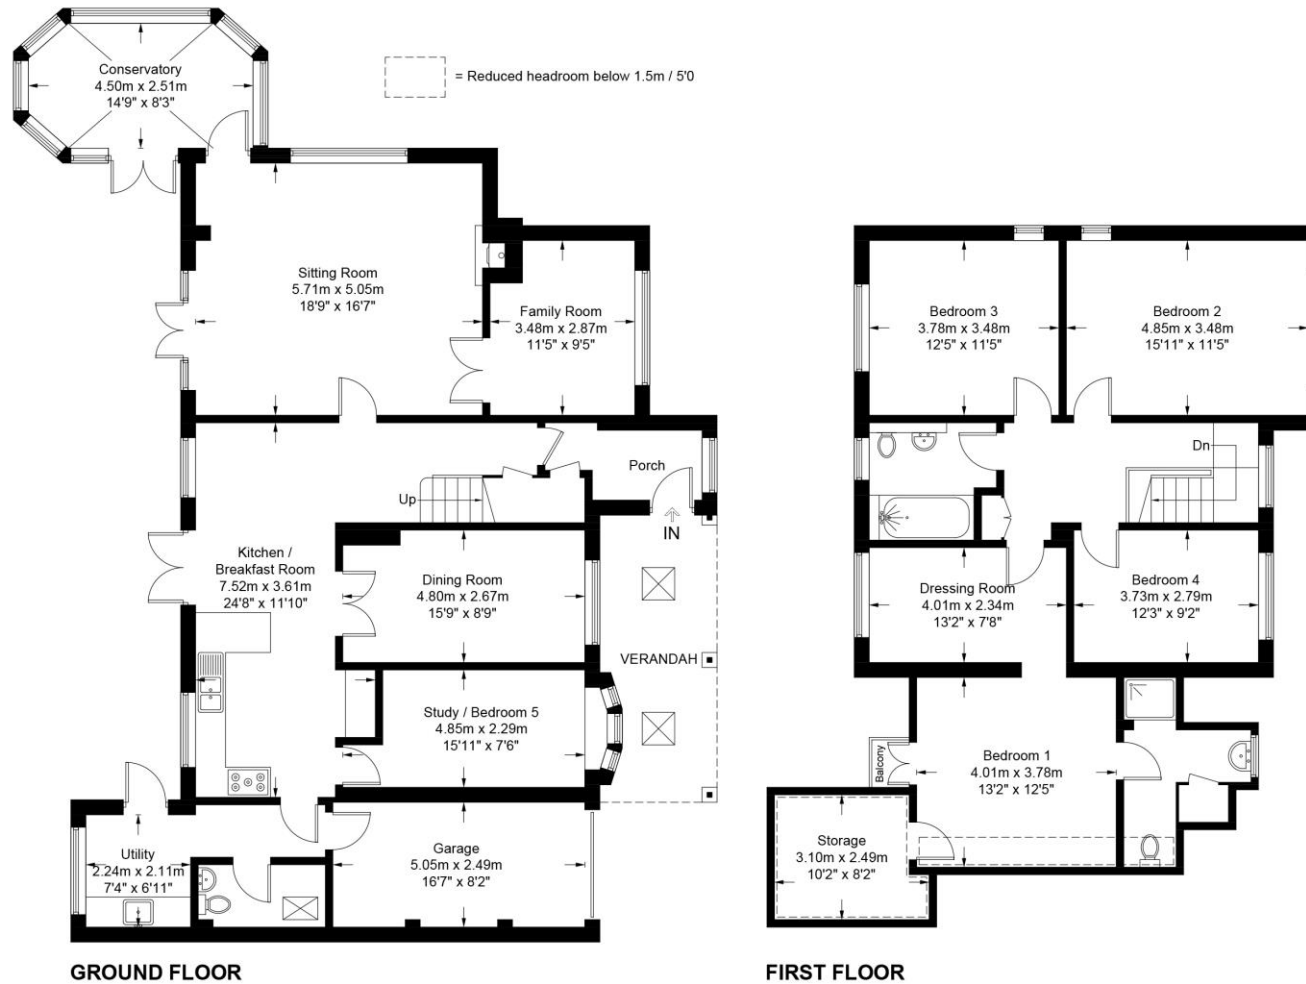 Conservatory
4.50m x 2.51m
14'9" x 8'3"
= Reduced headroom below 1.5m / 5'0
Sitting Room
5.71m x 5.05m
18'9" x 16'7"
Family Room
3.48m x 2.87m
11'5" x 9'5"
Porch
Up
IN
Kitchen /
Breakfast Room
7.52m x 3.61m
24'8" x 11'10"
Dining Room
4.80m x 2.67m
15'9" x 8'9"
VERANDAH
Study / Bedroom 5
4.85m x 2.29m
15'11" x 7'6"
Utility
2.24m x 2.11m
7'4" x 6'11"
Garage
5.05m x 2.49m
16'7" x 8'2"
GROUND FLOOR
Bedroom 3
3.78m x 3.48m
12'5" x 11'5"
Bedroom 2
4.85m x 3.48m
15'11" x 11'5"
Dn
Dressing Room
4.01m x 2.34m
13'2" x 7'8"
Bedroom 4
3.73m x 2.79m
12'3" x 9'2"
Balcony
Bedroom 1
4.01m x 3.78m
13'2" x 12'5"
Storage
3.10m x 2.49m
10'2" x 8'2"
FIRST FLOOR